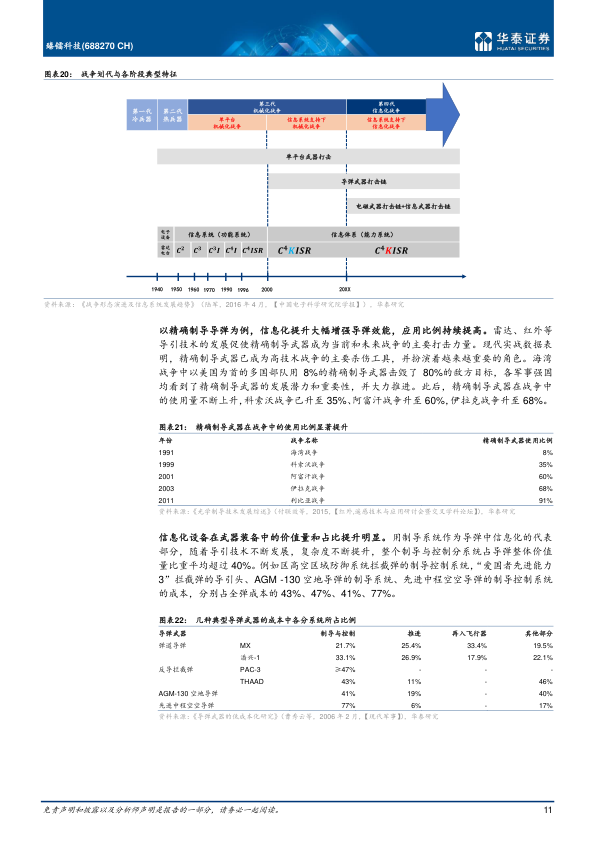 臻镭科技(688270 CH)
华泰证券
HUATAI SECURITIES
图表20： 战争划代与各阶段典型特征
第一代
冷兵器
第二代
热兵器
第三代
机械化战争
第四代
信息化战争
单平台
机械化战争
信息系统支持下
机械化战争
信息系统支持下
信息化战争
单平台武器打击
导弹武器打击链
电磁武器打击链+信息武器打击链
电子
设备
信息系统（功能系统）
信息体系（能力系统）
雷达
电台
C² C³ C³I C⁴I C⁴ISR C⁴KISR C⁴KISR
1940 1950 1960 1970 1990 1996 2000 20XX
资料来源：《战争形态演进及信息系统发展趋势》（陆军，2016 年 4 月，【中国电子科学研究院学报】），华泰研究
以精确制导导弹为例，信息化提升大幅增强导弹效能，应用比例持续提高。雷达、红外等
导引技术的发展促使精确制导武器成为当前和未来战争的主要打击力量。现代实战数据表
明，精确制导武器已成为高技术战争的主要杀伤工具，并扮演着越来越重要的角色。海湾
战争中以美国为首的多国部队用 8%的精确制导武器击毁了 80%的敌方目标，各军事强国
均看到了精确制导武器的发展潜力和重要性，并大力推进。此后，精确制导武器在战争中
的使用量不断上升，科索沃战争已升至 35%、阿富汗战争升至 60%，伊拉克战争升至 68%。
图表21： 精确制导武器在战争中的使用比例显著提升
年份 战争名称 精确制导武器使用比例
1991 海湾战争 8%
1999 科索沃战争 35%
2001 阿富汗战争 60%
2003 伊拉克战争 68%
2011 利比亚战争 91%
资料来源：《光学制导技术发展综述》（付联效等，2015，【红外,遥感技术与应用研讨会暨交叉学科论坛】），华泰研究
信息化设备在武器装备中的价值量和占比提升明显。用制导系统作为导弹中信息化的代表
部分，随着导引技术不断发展，复杂度不断提升，整个制导与控制分系统占导弹整体价值
量比重平均超过 40%。例如区高空区域防御系统拦截弹的制导控制系统，“爱国者先进能力
3”拦截弹的导引头、AGM -130 空地导弹的制导系统、先进中程空空导弹的制导控制系统
的成本，分别占全弹成本的 43%、47%、41%、77%。
图表22： 几种典型导弹武器的成本中各分系统所占比例
导弹武器 制导与控制 推进 再入飞行器 其他部分
弹道导弹 MX 21.7% 25.4% 33.4% 19.5%
潘兴-1 33.1% 26.9% 17.9% 22.1%
反导拦截弹 PAC-3 ≥47% - - -
THAAD 43% 11% - 46%
AGM-130 空地导弹 41% 19% - 40%
先进中程空空导弹 77% 6% - 17%
资料来源：《导弹武器的低成本化研究》（曹秀云等，2006 年 2 月，【现代军事】），华泰研究
免责声明和披露以及分析师声明是报告的一部分，请务必一起阅读。 11